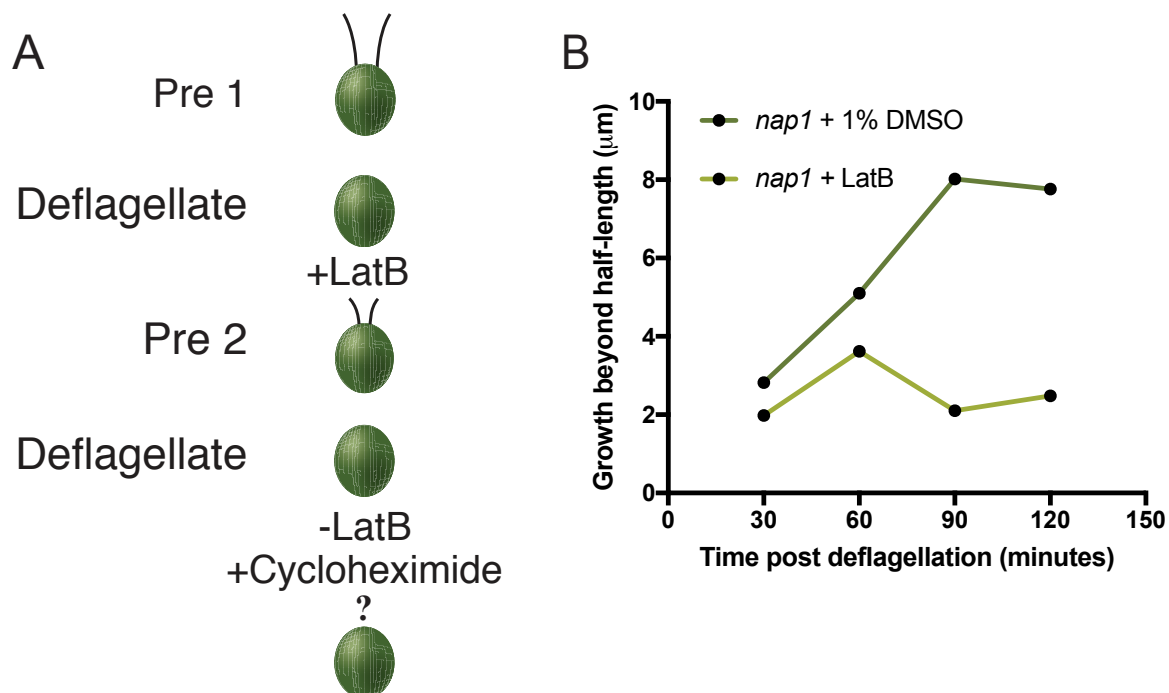 A
Pre 1
Deflagellate
+LatB
Pre 2
Deflagellate
-LatB
+Cycloheximide
?
B
nap1 + 1% DMSO
nap1 + LatB
Growth beyond half-length (μm)
10
8
6
4
2
0
0 30 60 90 120 150
Time post deflagellation (minutes)